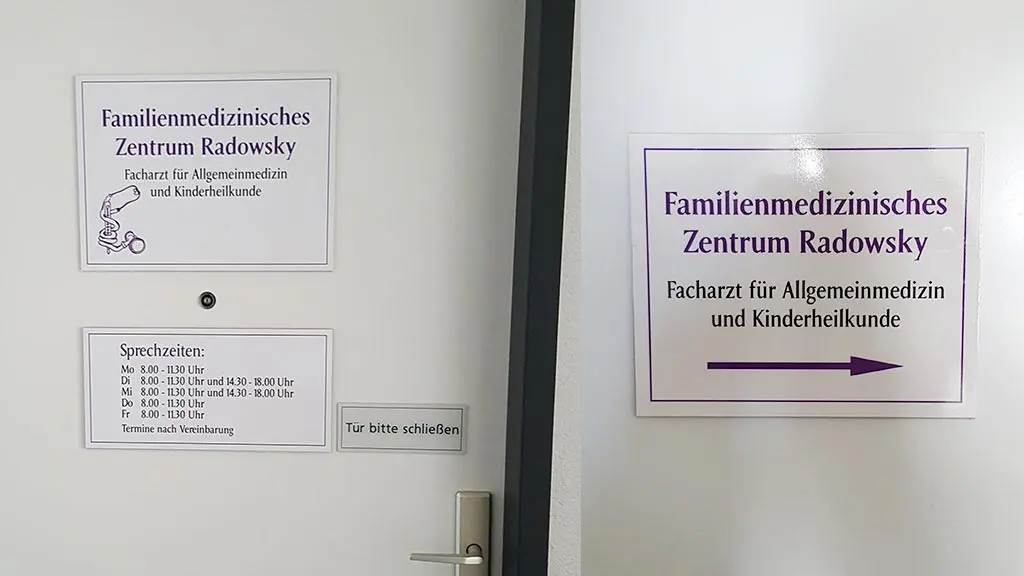 Familienmedizinisches
Zentrum Radowsky
Facharzt für Allgemeinmedizin
und Kinderheilkunde
Sprechzeiten:
Mo 8.00 - 11.30 Uhr
Di 8.00 - 11.30 Uhr und 14.30 - 18.00 Uhr
Mi 8.00 - 11.30 Uhr und 14.30 - 18.00 Uhr
Do 8.00 - 11.30 Uhr
Fr 8.00 - 11.30 Uhr
Termine nach Vereinbarung
Tür bitte schließen
Familienmedizinisches
Zentrum Radowsky
Facharzt für Allgemeinmedizin
und Kinderheilkunde